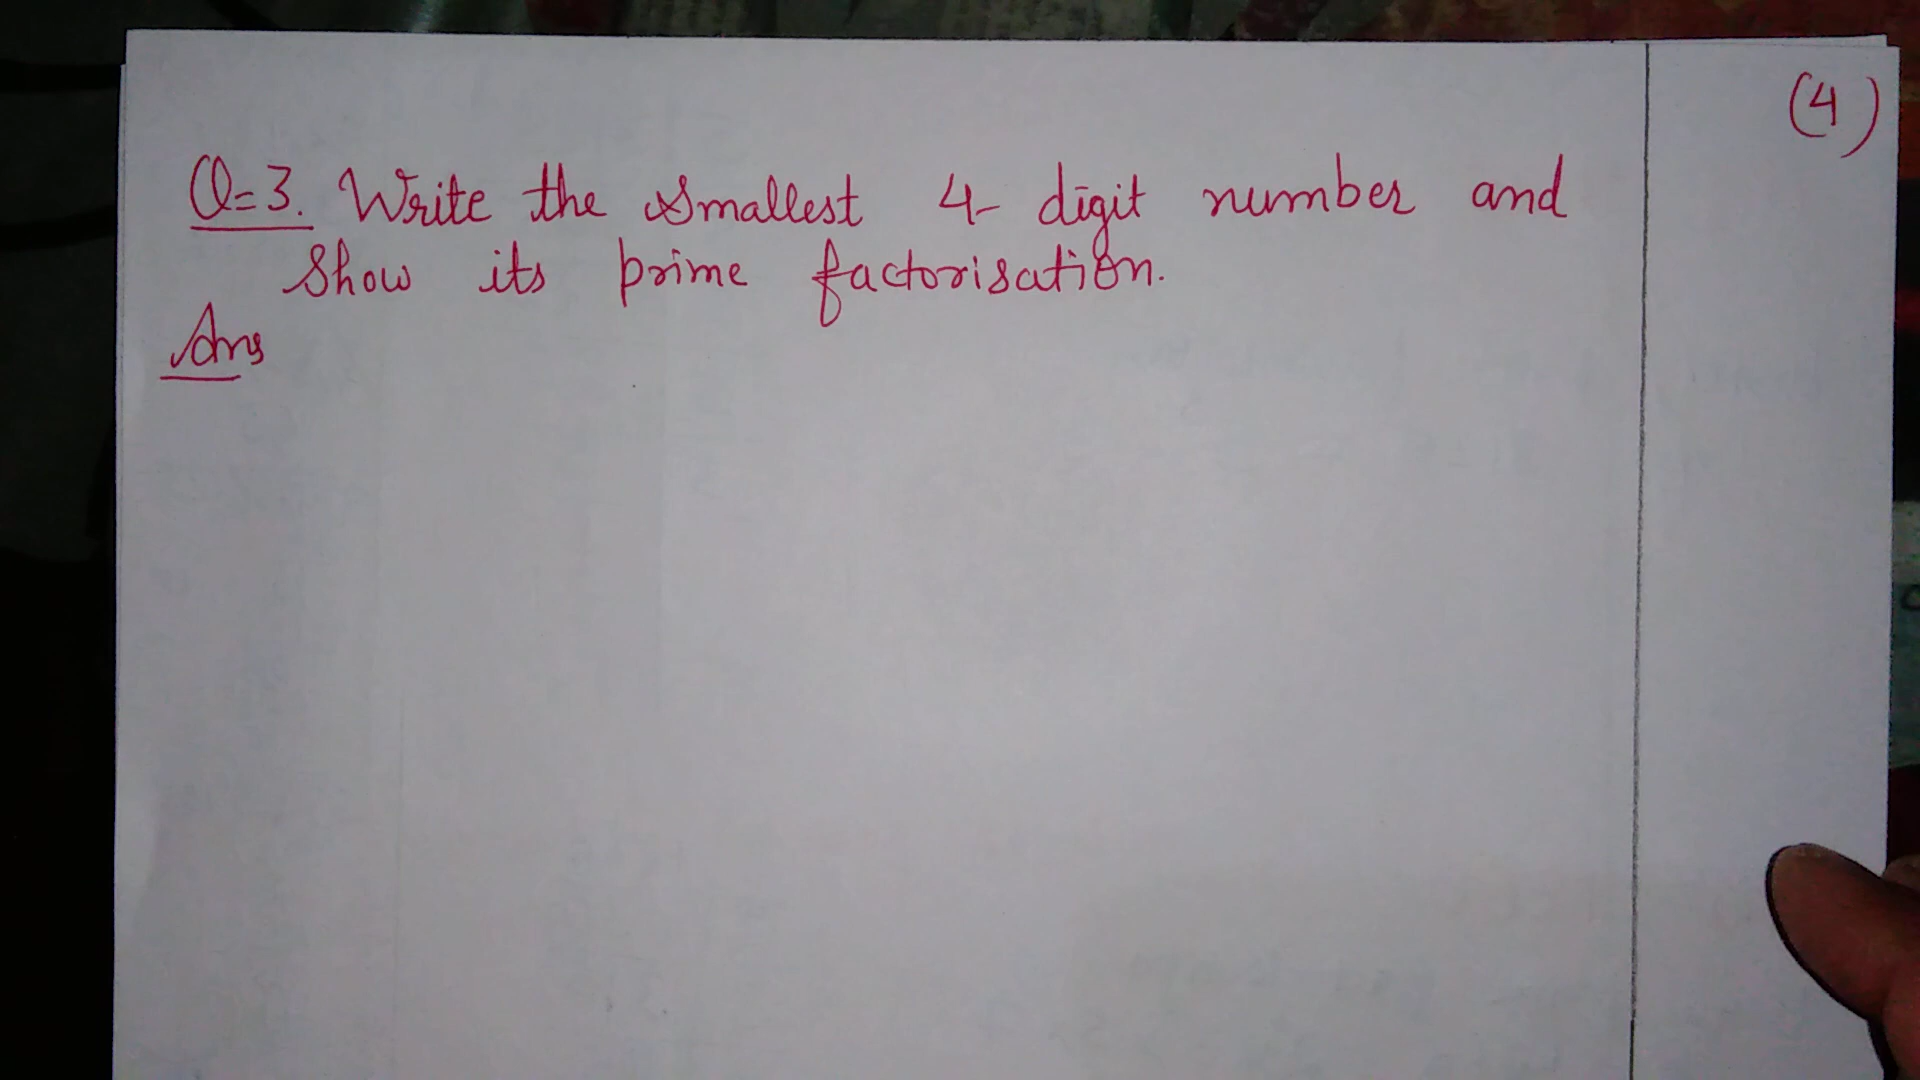 (4)
Q=3. Write the smallest 4- digit number and
Show its prime factorisation.
Ans